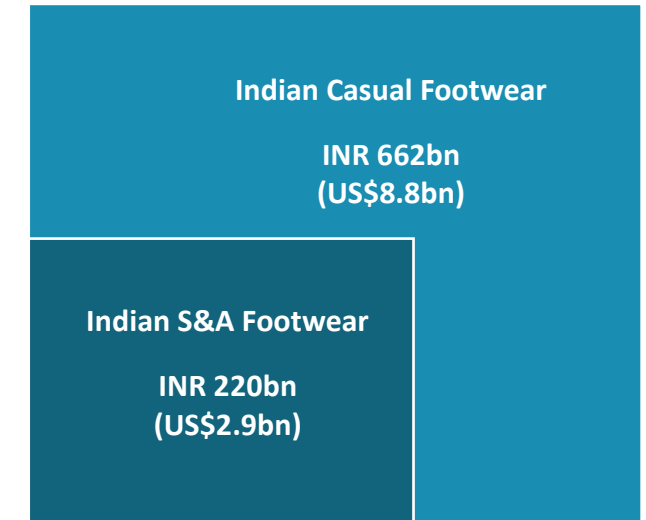 Indian Casual Footwear
INR 662bn
(US$8.8bn)
Indian S&A Footwear
INR 220bn
(US$2.9bn)